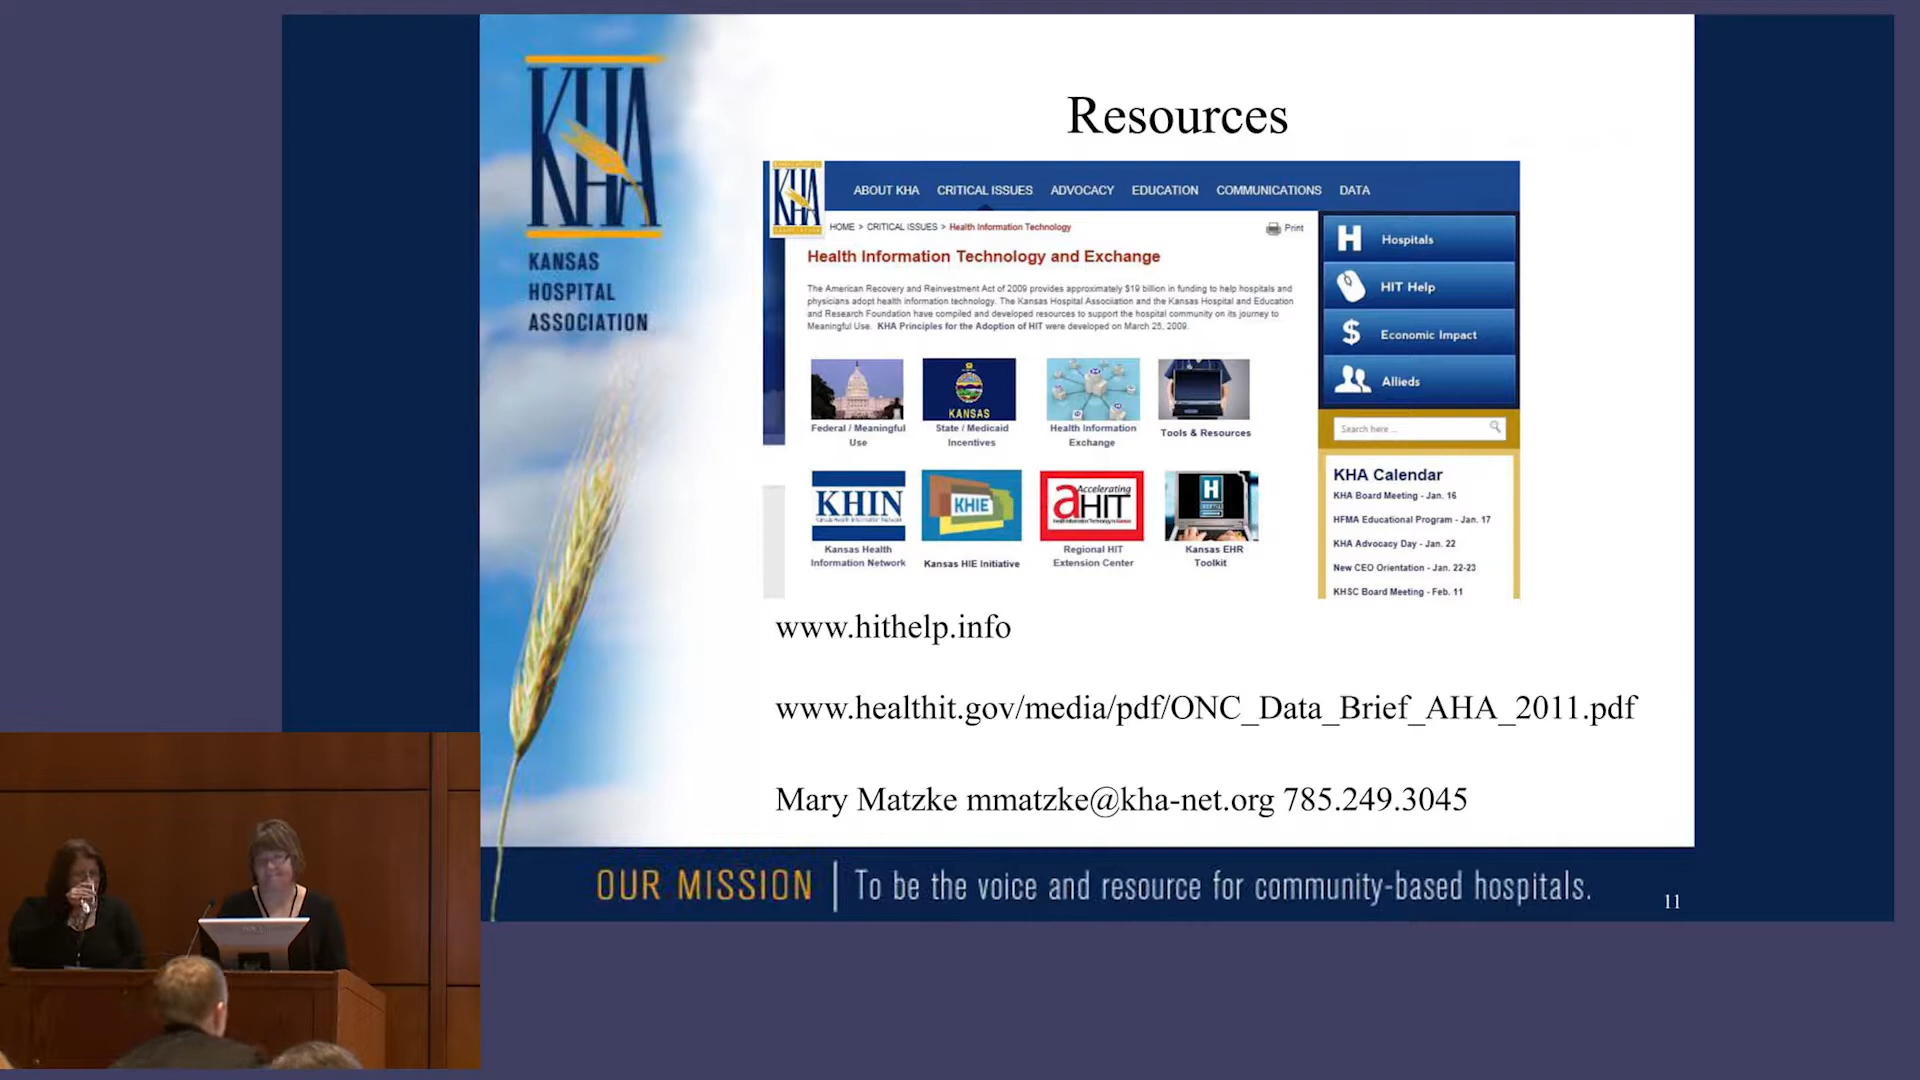 KHA
KANSAS
HOSPITAL
ASSOCIATION
Resources
KHA
ABOUT KHA CRITICAL ISSUES ADVOCACY EDUCATION COMMUNICATIONS DATA
HOME > CRITICAL ISSUES > Health Information Technology
Print
Health Information Technology and Exchange
The American Recovery and Reinvestment Act of 2009 provides approximately $19 billion in funding to help hospitals and
physicians adopt health information technology. The Kansas Hospital Association and the Kansas Hospital and Education
and Research Foundation have compiled and developed resources to support the hospital community on its journey to
Meaningful Use. KHA Principles for the Adoption of HIT were developed on March 25, 2009.
KANSAS
Federal / Meaningful
Use
State / Medicaid
Incentives
Health Information
Exchange
Tools & Resources
KHIN
Kansas Health Information Network
KHIE
Accelerating
aHIT
H
Kansas Health
Information Network
Kansas HIE Initiative
Regional HIT
Extension Center
Kansas EHR
Toolkit
H Hospitals
HIT Help
$ Economic Impact
Allieds
Search here ...
KHA Calendar
KHA Board Meeting - Jan. 16
HFMA Educational Program - Jan. 17
KHA Advocacy Day - Jan. 22
New CEO Orientation - Jan. 22-23
KHSC Board Meeting - Feb. 11
www.hithelp.info
www.healthit.gov/media/pdf/ONC_Data_Brief_AHA_2011.pdf
Mary Matzke mmatzke@kha-net.org 785.249.3045
OUR MISSION | To be the voice and resource for community-based hospitals.
11